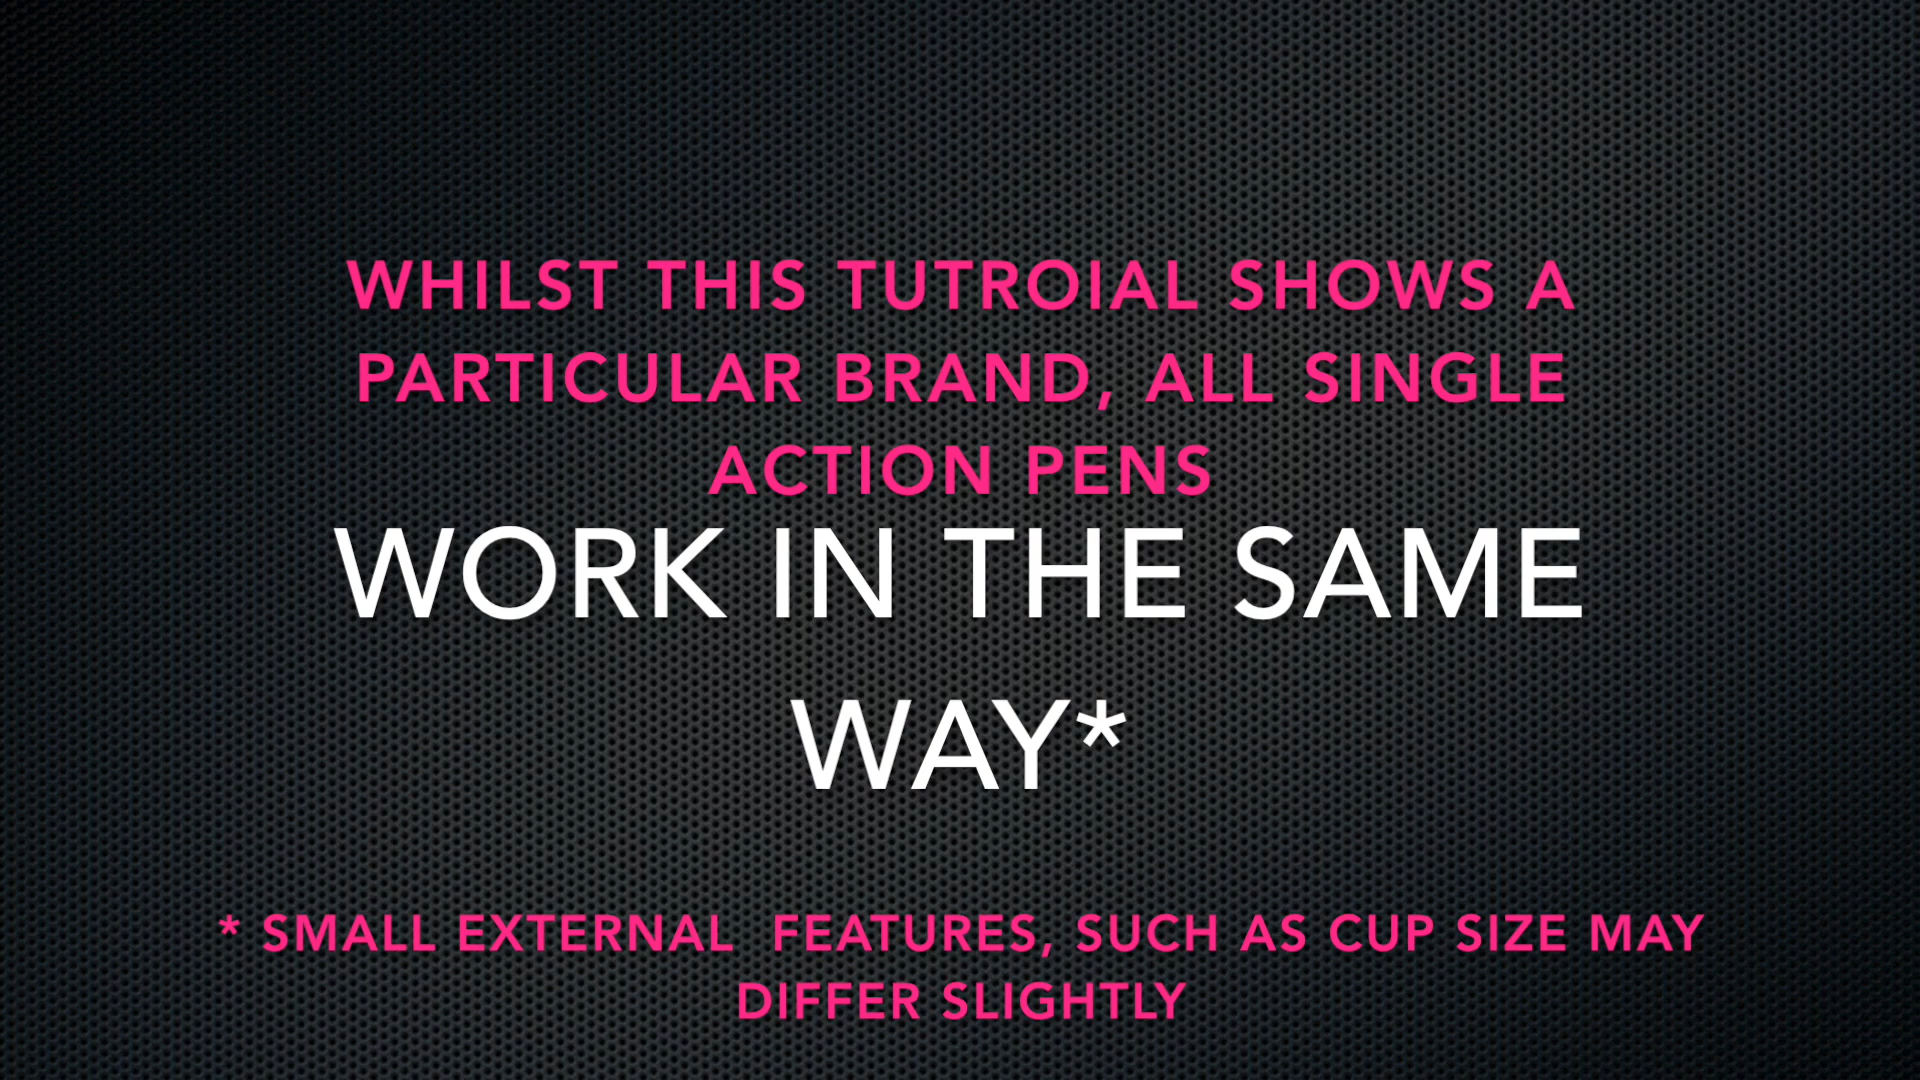 WHILST THIS TUTROIAL SHOWS A
PARTICULAR BRAND, ALL SINGLE
ACTION PENS
WORK IN THE SAME
WAY*
* SMALL EXTERNAL  FEATURES, SUCH AS CUP SIZE MAY
DIFFER SLIGHTLY